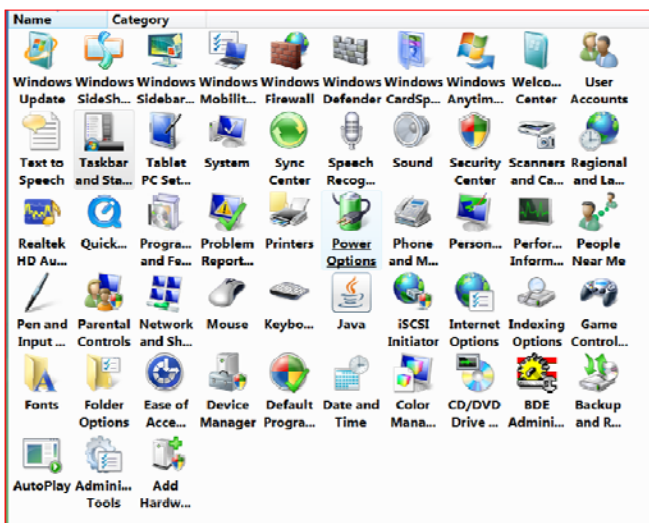 Name Category
Windows Windows Windows Windows Windows Windows Windows Windows Welco... User
Update SideSh... Sidebar... Mobilit... Firewall Defender CardSp... Anytim... Center Accounts
Text to Taskbar Tablet System Sync Speech Sound Security Scanners Regional
Speech and Sta... PC Set... Center Recog... Center and Ca... and La...
Realtek Quick... Progra... Problem Printers Power Phone Person... Perfor... People
HD Au... and Fe... Report... Options and M... Inform... Near Me
Pen and Parental Network Mouse Keybo... Java iSCSI Internet Indexing Game
Input ... Controls and Sh... Initiator Options Options Control...
Fonts Folder Ease of Device Default Date and Color CD/DVD BDE Backup
Options Acce... Manager Progra... Time Mana... Drive ... Admini... and R...
AutoPlay Admini... Add
Tools Hardw...